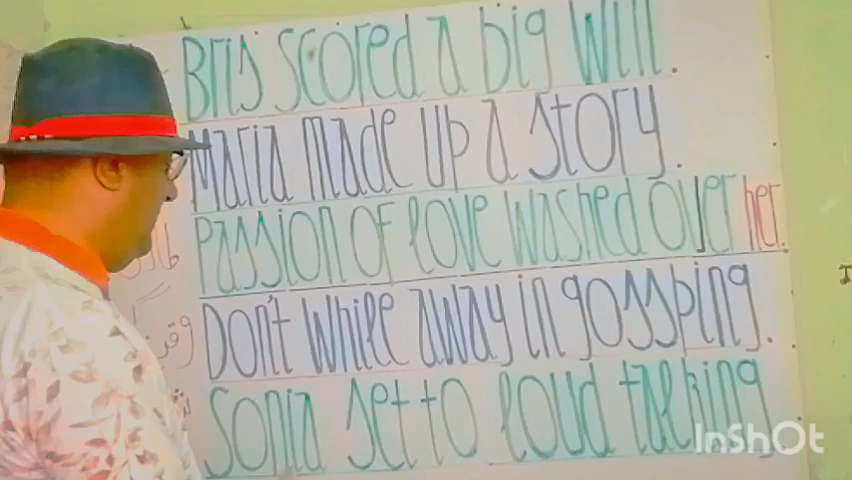 Bris scored a big will.
Maria made up a story.
Passion of love washed over her.
Don't while away in gossping.
Sonia set to loud talking
InShOt